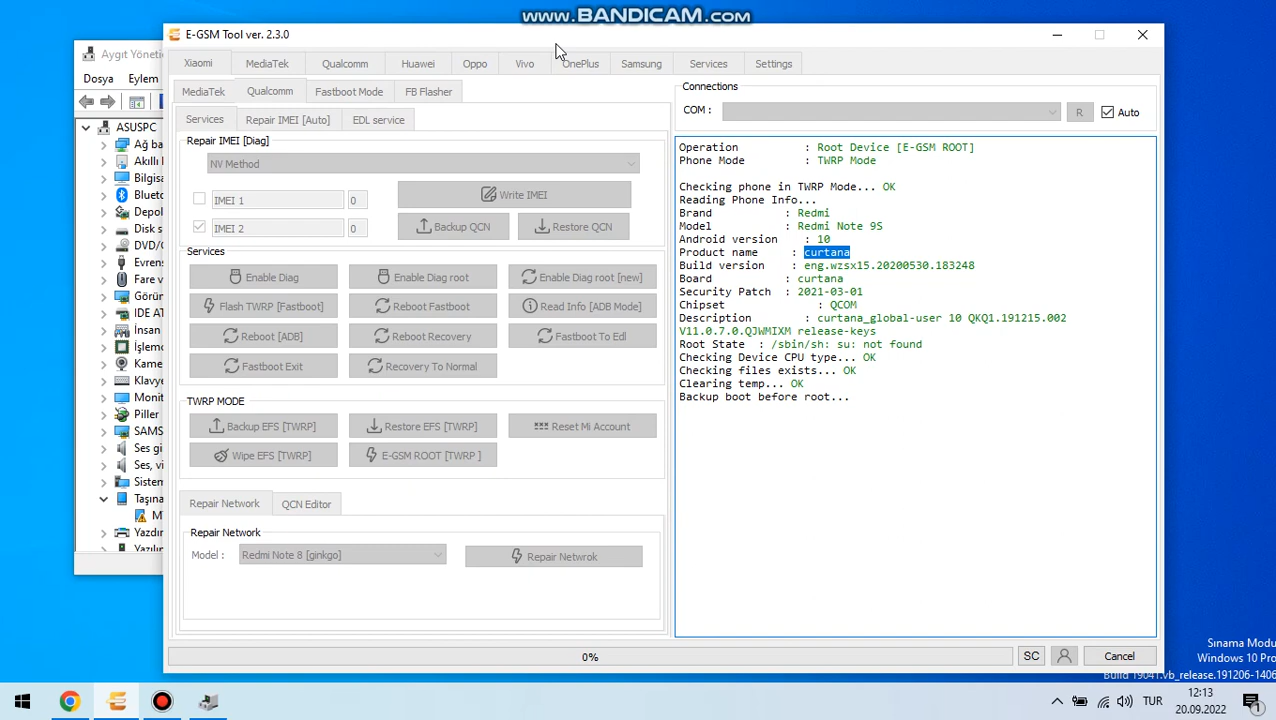 www.BANDICAM.com
Aygıt Yöneti
Dosya Eylem
ASUSPC
Ağ ba
Akıllı
Bilgisa
Blueto
Depol
Disk s
DVD/
Evrens
Fare v
Görün
IDE AT
İnsan
İşlemc
Kame
Klavye
Monit
Piller
SAMS
Ses gi
Ses, vi
Sistem
Taşına
MT
Yazdır
Yazılım
E-GSM Tool ver. 2.3.0
Xiaomi MediaTek Qualcomm Huawei Oppo Vivo OnePlus Samsung Services Settings
MediaTek Qualcomm Fastboot Mode FB Flasher
Services Repair IMEI [Auto] EDL service
Repair IMEI [Diag]
NV Method
IMEI 1 0 Write IMEI
IMEI 2 0 Backup QCN Restore QCN
Services
Enable Diag Enable Diag root Enable Diag root [new]
Flash TWRP [Fastboot] Reboot Fastboot Read Info [ADB Mode]
Reboot [ADB] Reboot Recovery Fastboot To Edl
Fastboot Exit Recovery To Normal
TWRP MODE
Backup EFS [TWRP] Restore EFS [TWRP] Reset Mi Account
Wipe EFS [TWRP] E-GSM ROOT [TWRP ]
Repair Network QCN Editor
Repair Network
Model : Redmi Note 8 [ginkgo] Repair Netwrok
Connections
COM : R Auto
Operation : Root Device [E-GSM ROOT]
Phone Mode : TWRP Mode
Checking phone in TWRP Mode... OK
Reading Phone Info...
Brand : Redmi
Model : Redmi Note 9S
Android version : 10
Product name : curtana
Build version : eng.wzsx15.20200530.183248
Board : curtana
Security Patch : 2021-03-01
Chipset : QCOM
Description : curtana_global-user 10 QKQ1.191215.002
V11.0.7.0.QJWMIXM release-keys
Root State : /sbin/sh: su: not found
Checking Device CPU type... OK
Checking files exists... OK
Clearing temp... OK
Backup boot before root...
0% SC Cancel
Sınama Modu
Windows 10 Pro
Build 19041.vb_release.191206-1406
TUR
12:13
20.09.2022
1